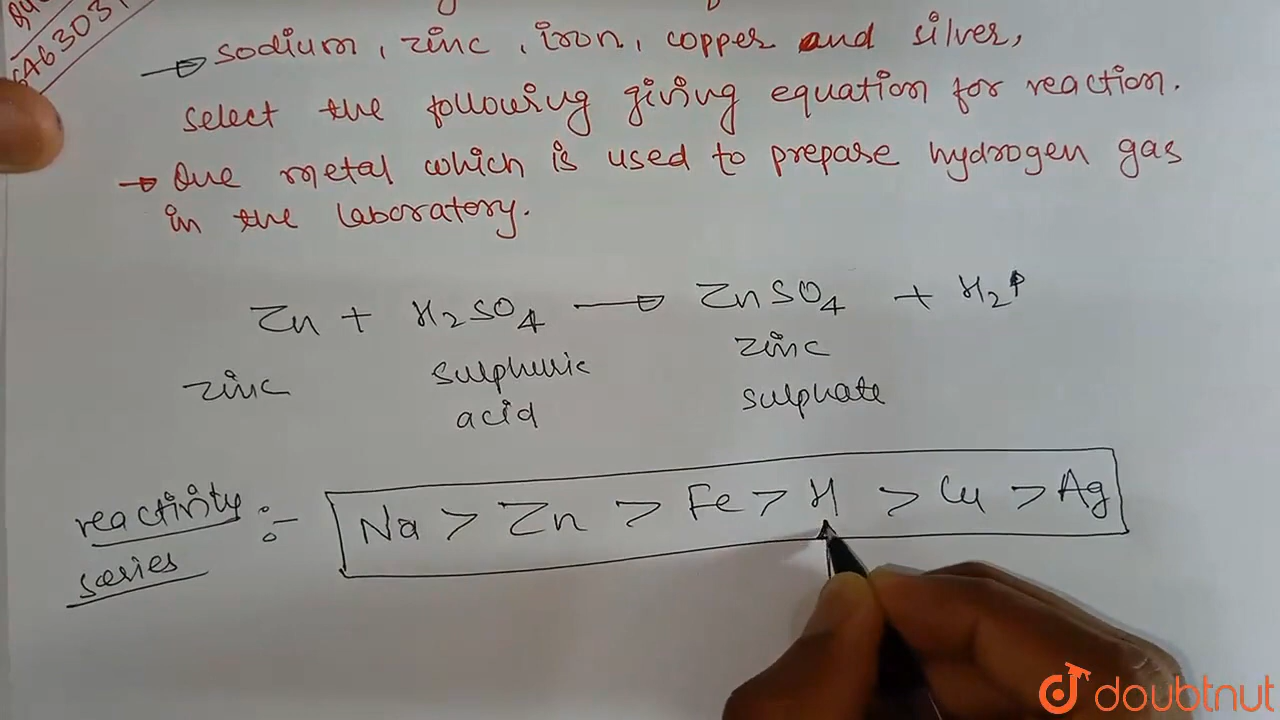 sodium, zinc, iron, copper and silver,
select the following giving equation for reaction.
One metal which is used to prepare hydrogen gas
in the laboratory.
Zn + H2SO4 → ZnSO4 + H2↑
zinc sulphuric acid zinc sulphate
reactivity series :- Na > Zn > Fe > H > Cu > Ag
doubtnut